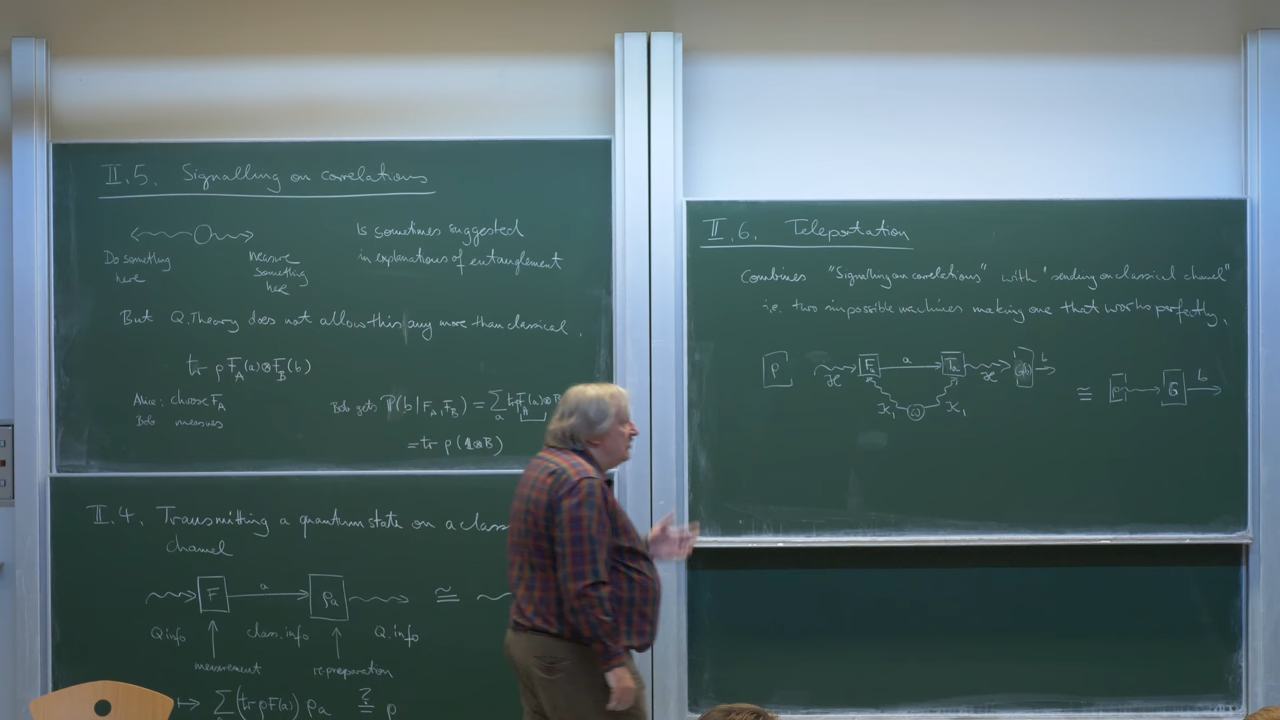 II.5. Signalling on correlations
Do something
here
measure
something
here
Is sometimes suggested
in explanations of entanglement
But Q.Theory does not allow this any more than classical.
tr ρ F_A(a)⊗F_B(b)
Alice: choose F_A
Bob measures
Bob gets P(b|F_A,F_B) = Σ_a tr
= tr ρ(1⊗B)
II.4. Transmitting a quantum state on a
channel
F a ρ_a ≅
Q info class. info Q. info
measurement re-preparation
↦ Σ (tr ρF(a)) ρ_a ?= ρ
II.6. Teleportation
Combines "Signalling on correlations" with "sending on classical channel"
i.e. two impossible machines making one that works perfectly.
ρ ℋ a ℋ b
≅ ρ G b
𝒦_1 ω 𝒦_1